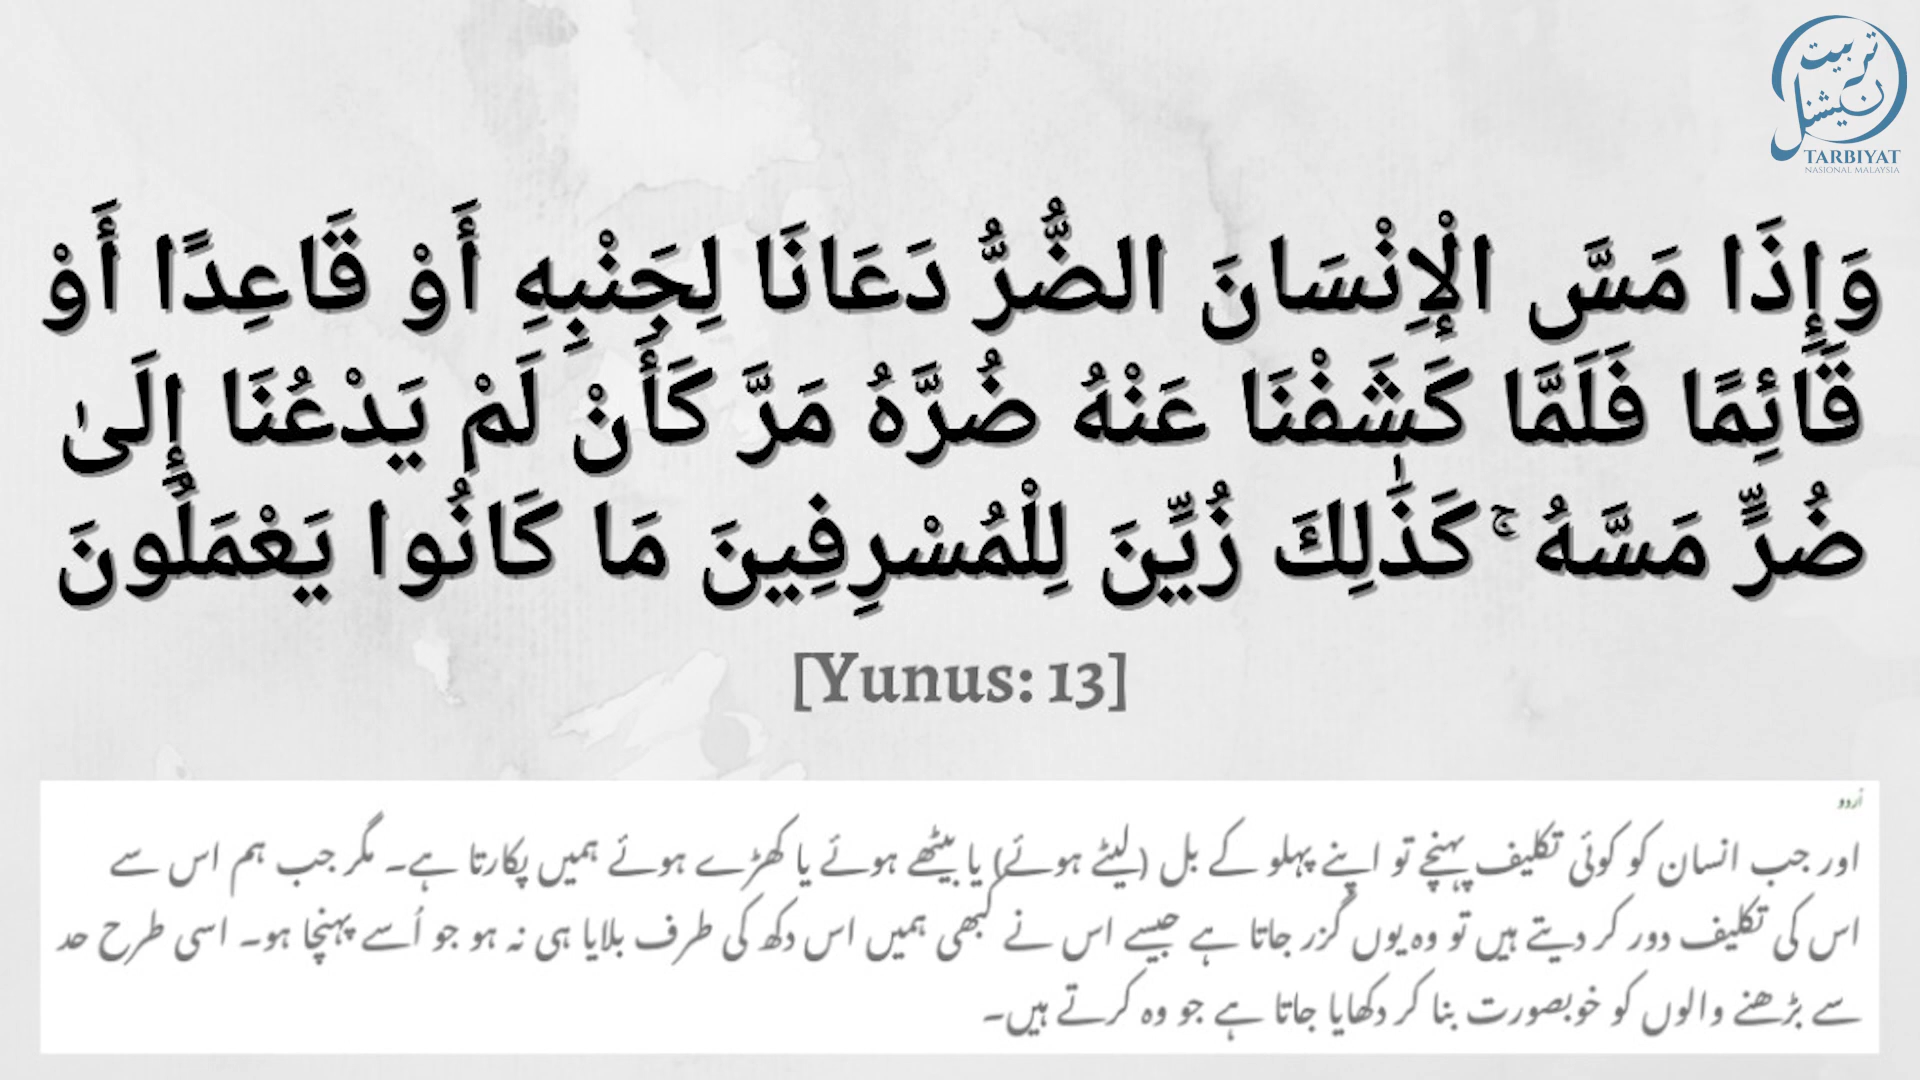 تربیت
نیشنل
TARBIYAT
NASIONAL MALAYSIA
وَإِذَا مَسَّ الْإِنْسَانَ الضُّرُّ دَعَانَا لِجَنْبِهِ أَوْ قَاعِدًا أَوْ
قَائِمًا فَلَمَّا كَشَفْنَا عَنْهُ ضُرَّهُ مَرَّ كَأَنْ لَمْ يَدْعُنَا إِلَىٰ
ضُرٍّ مَسَّهُ ۚ كَذَٰلِكَ زُيِّنَ لِلْمُسْرِفِينَ مَا كَانُوا يَعْمَلُونَ
[Yunus: 13]
اُردو
اور جب انسان کو کوئی تکلیف پہنچے تو اپنے پہلو کے بل (لیٹے ہوئے) یا بیٹھے ہوئے یا کھڑے ہوئے ہمیں پکارتا ہے۔ مگر جب ہم اس سے
اس کی تکلیف دور کر دیتے ہیں تو وہ یوں گزر جاتا ہے جیسے اس نے کبھی ہمیں اس دکھ کی طرف بلایا ہی نہ ہو جو اُسے پہنچا ہو۔ اسی طرح حد
سے بڑھنے والوں کو خوبصورت بنا کر دکھایا جاتا ہے جو وہ کرتے ہیں۔